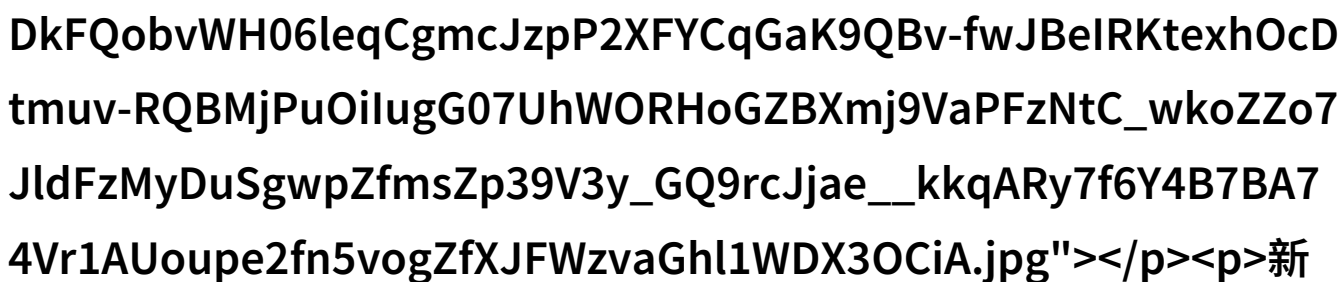 DkFQobvWH06leqCgmcJzpP2XFYCqGaK9QBv-fwJBeIRKtexhOcD
tmuv-RQBMjPuOiIugG07UhWORHoGZBXmj9VaPFzNtC_wkoZZo7
JldFzMyDuSgwpZfmsZp39V3y_GQ9rcJjae__kkqARy7f6Y4B7BA7
4Vr1AUoupe2fn5vogZfXJFWzvaGhl1WDX3OCiA.jpg"></p><p>新